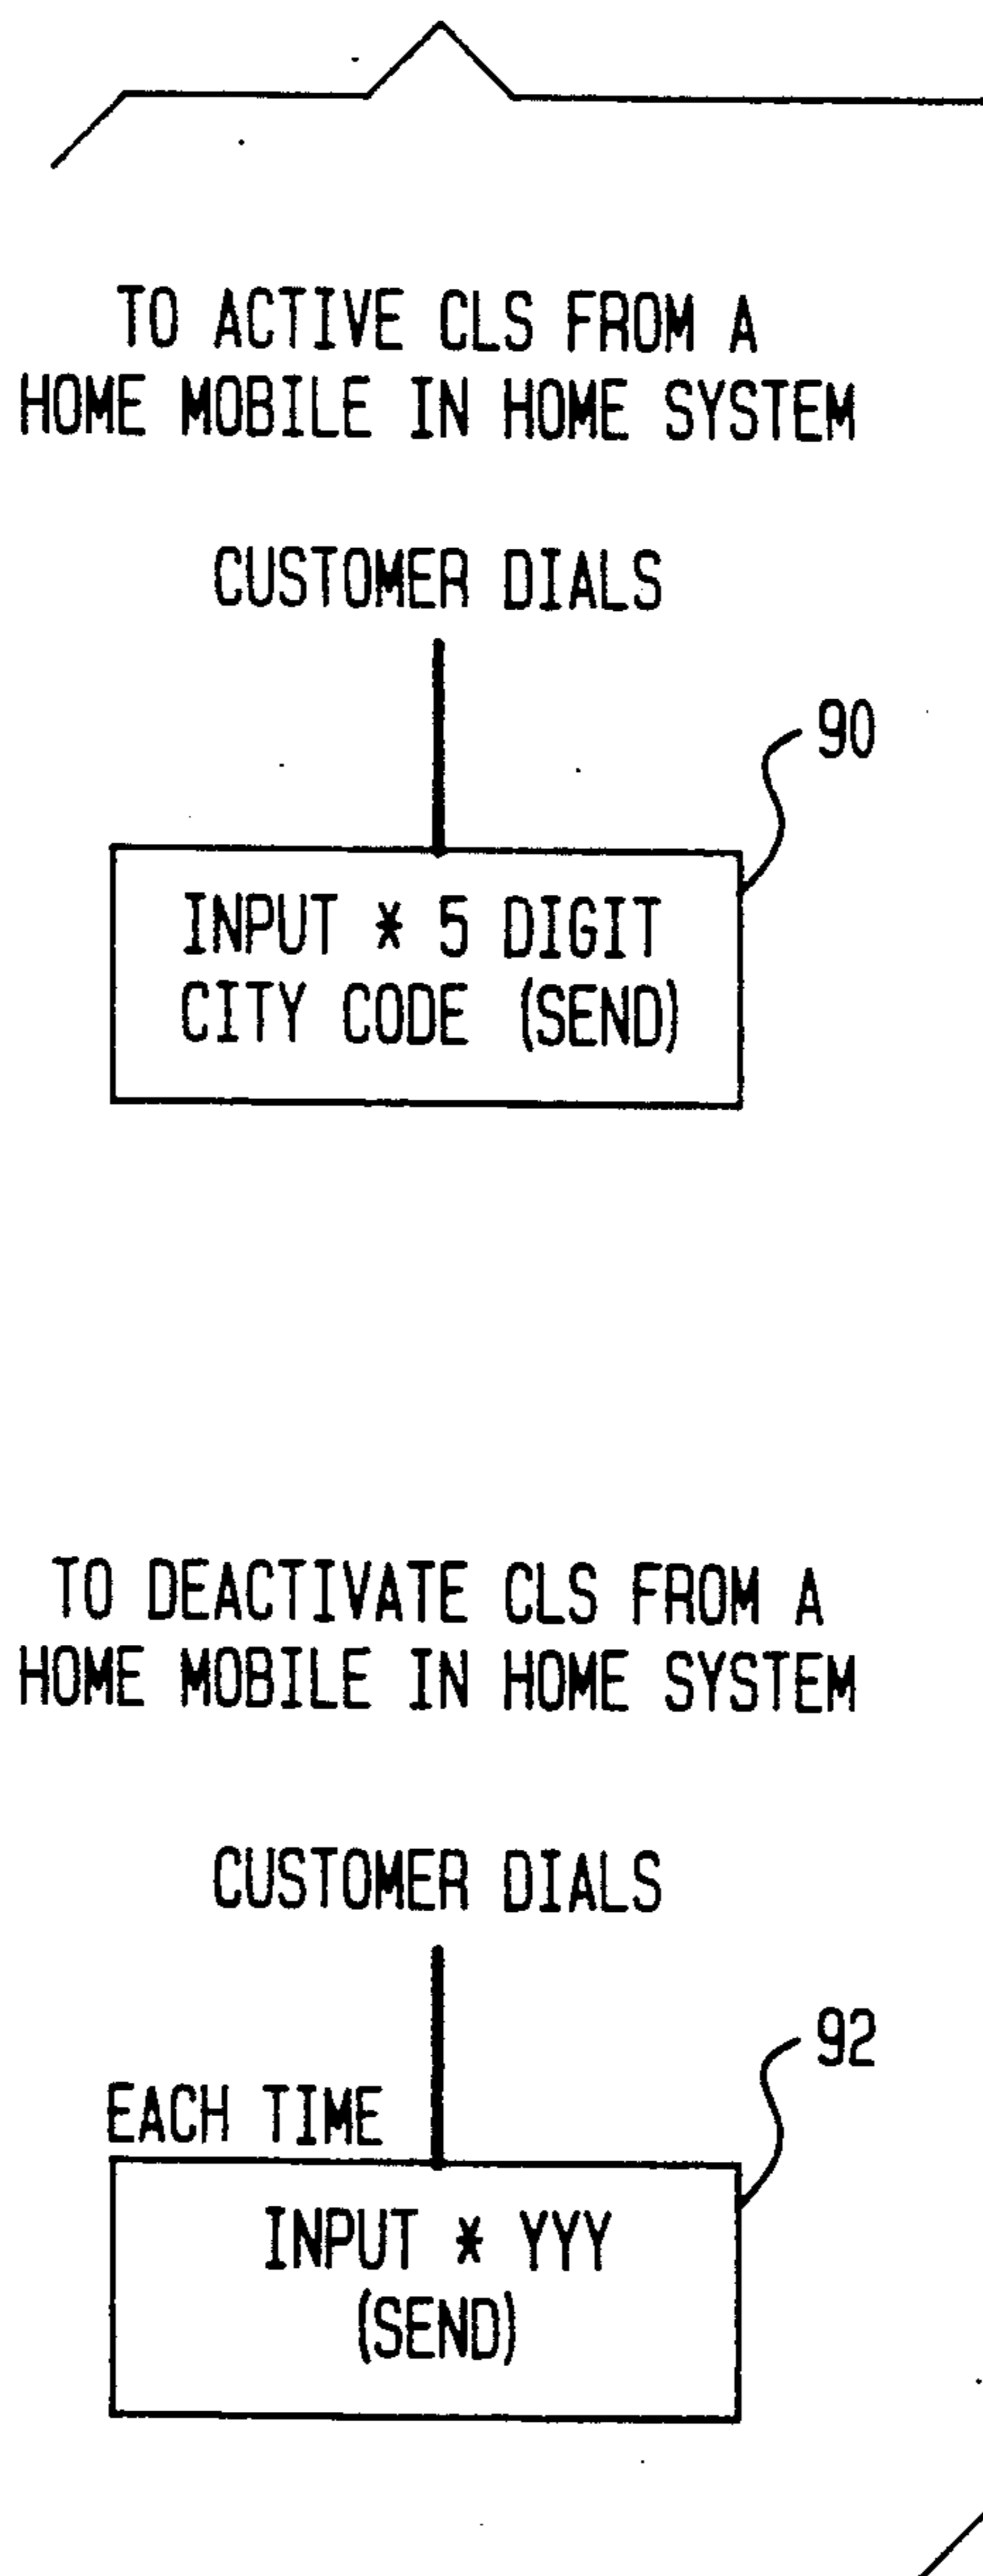 TO ACTIVE CLS FROM A
HOME MOBILE IN HOME SYSTEM
CUSTOMER DIALS
90
INPUT * 5 DIGIT
CITY CODE (SEND)
TO DEACTIVATE CLS FROM A
HOME MOBILE IN HOME SYSTEM
CUSTOMER DIALS
92
EACH TIME
INPUT * YYY
(SEND)